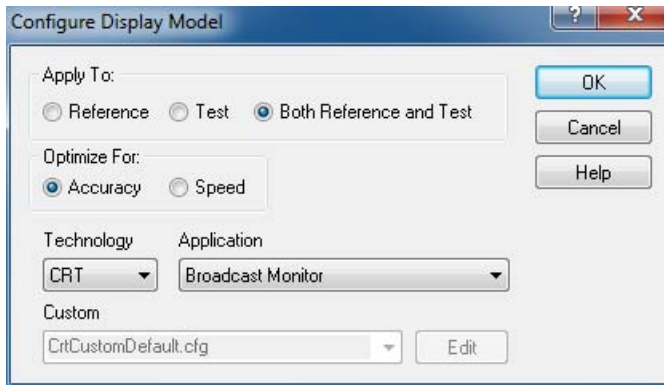 Configure Display Model
?
X
Apply To:
Reference Test Both Reference and Test
OK
Cancel
Help
Optimize For:
Accuracy Speed
Technology Application
CRT Broadcast Monitor
Custom
CrtCustomDefault.cfg Edit